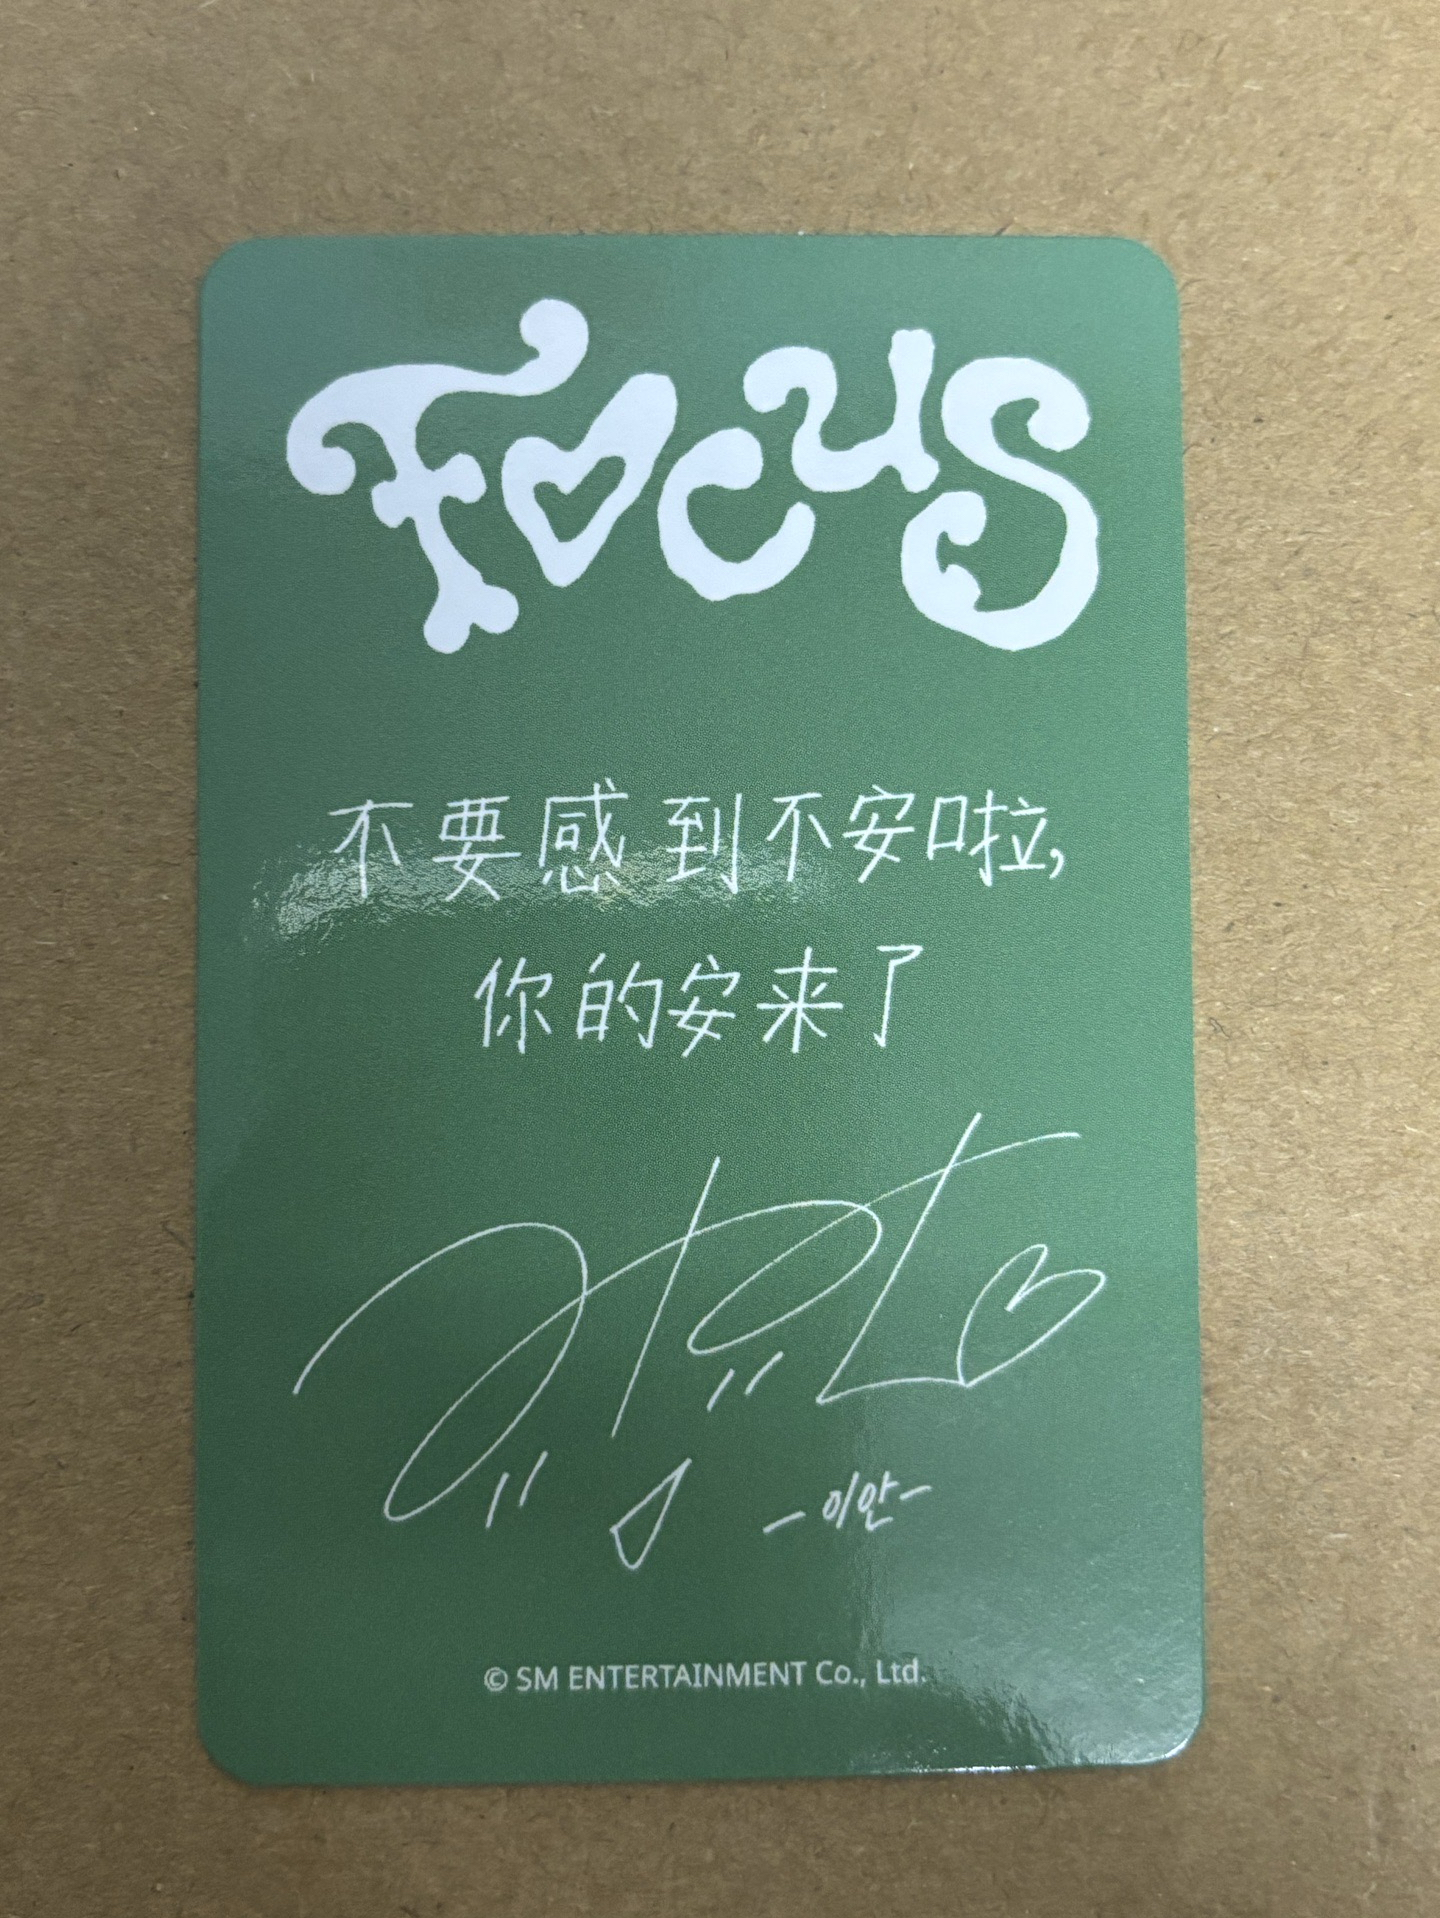 FOCUS
不要感到不安啦,
你的安来了
-이안-
© SM ENTERTAINMENT Co., Ltd.